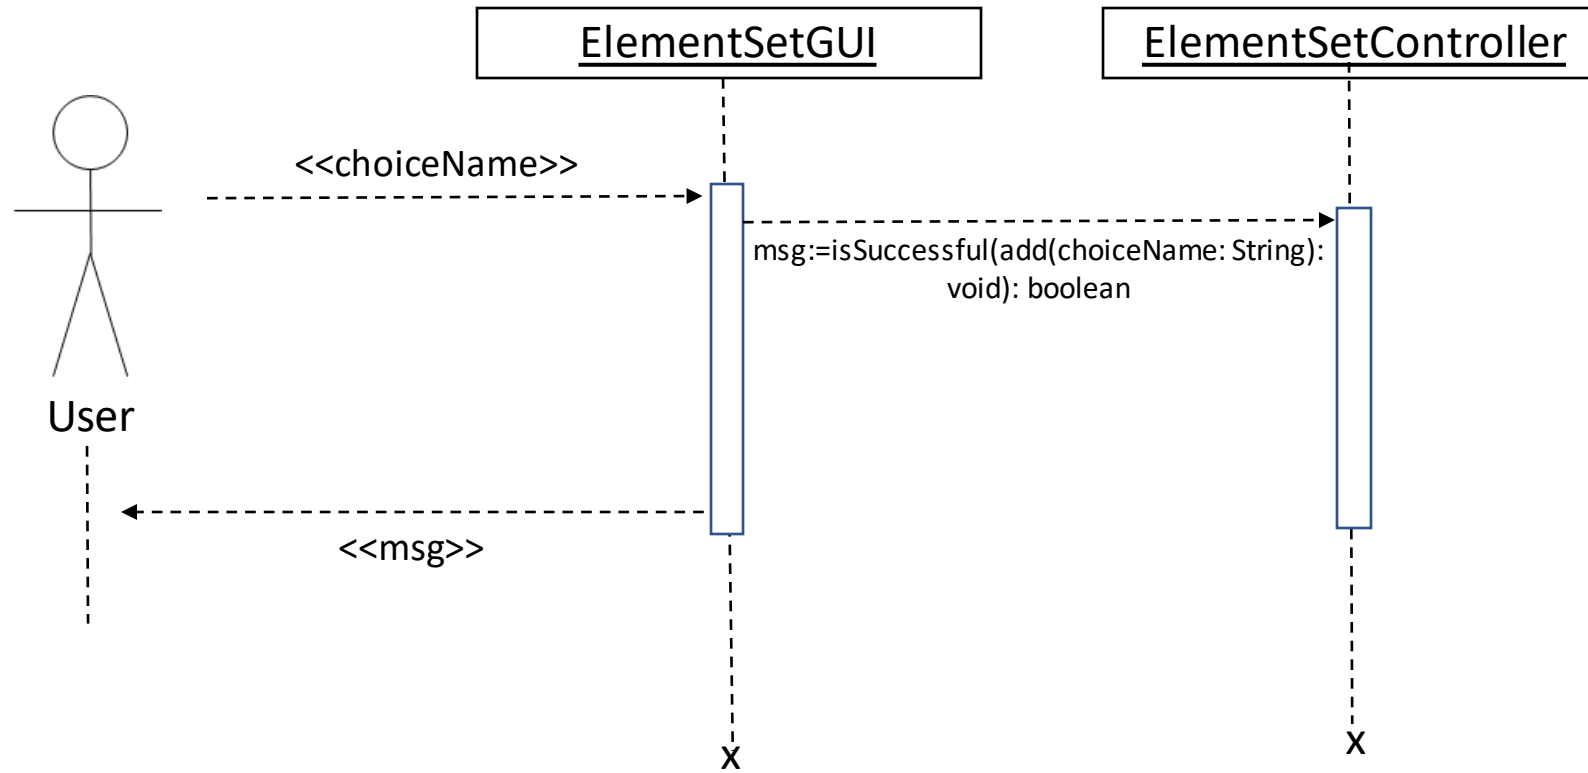 ElementSetGUI
ElementSetController
<<choiceName>>
msg:=isSuccessful(add(choiceName: String):
void): boolean
User
<<msg>>
x
x